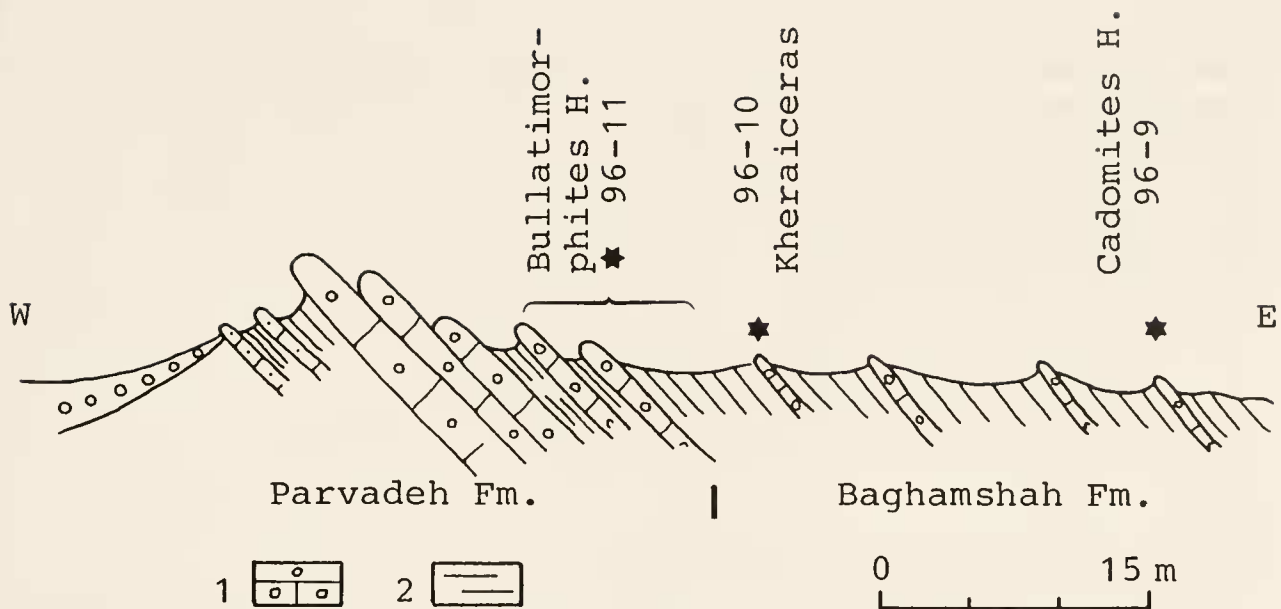 Bullatimor-
phites H.
96-11
96-10
Kheraiceras
Cadomites H.
96-9
W
E
Parvadeh Fm.
Baghamshah Fm.
1
2
0
15 m